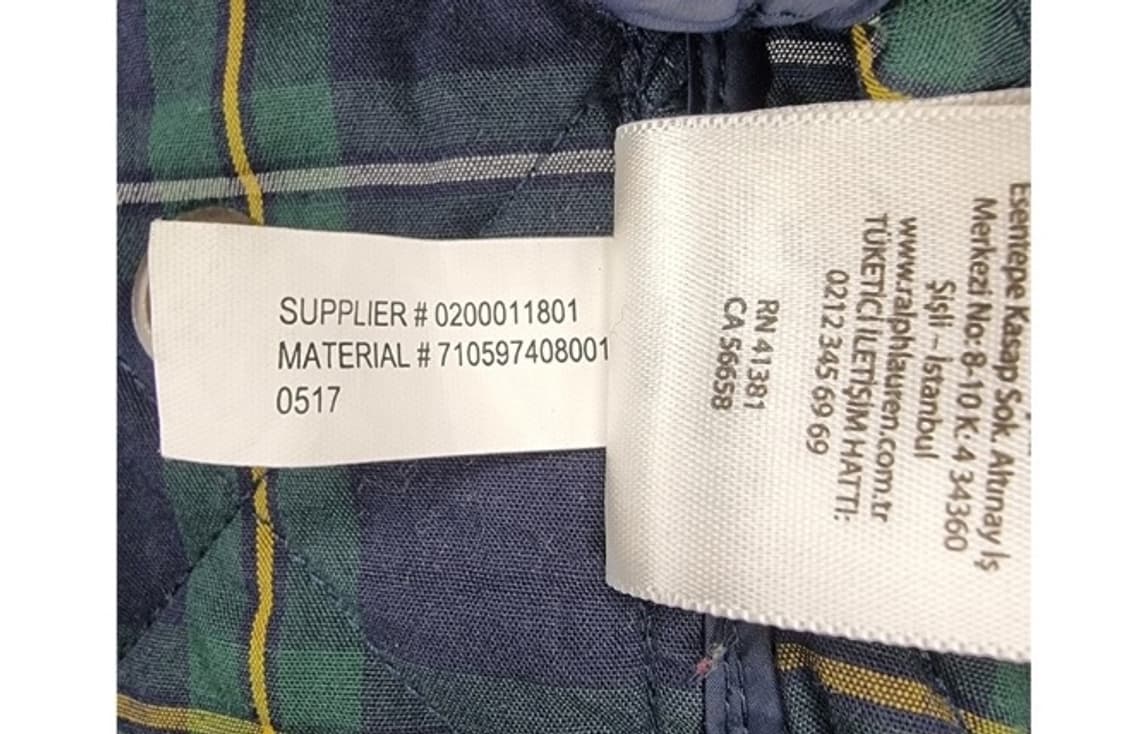 SUPPLIER # 0200011801
MATERIAL # 710597408001
0517
Esentepe Kasap Sok. Altınay İş
Merkezi No: 8-10 K. 4 34360
Şişli - İstanbul
www.ralphlauren.com.tr
TÜKETİCİ İLETİŞİM HATTI:
0212 345 69 69
RN 41381
CA 56658